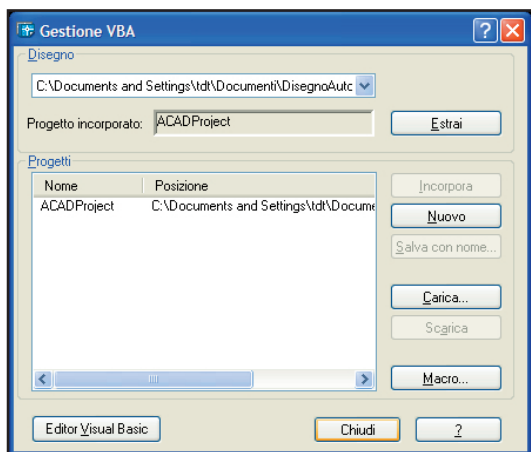 Gestione VBA
Disegno
C:\Documents and Settings\tdt\Documenti\DisegnoAutc
Progetto incorporato: ACADProject Estrai
Progetti
Nome Posizione
ACADProject C:\Documents and Settings\tdt\Docume
Incorpora
Nuovo
Salva con nome...
Carica...
Scarica
Macro...
Editor Visual Basic Chiudi ?